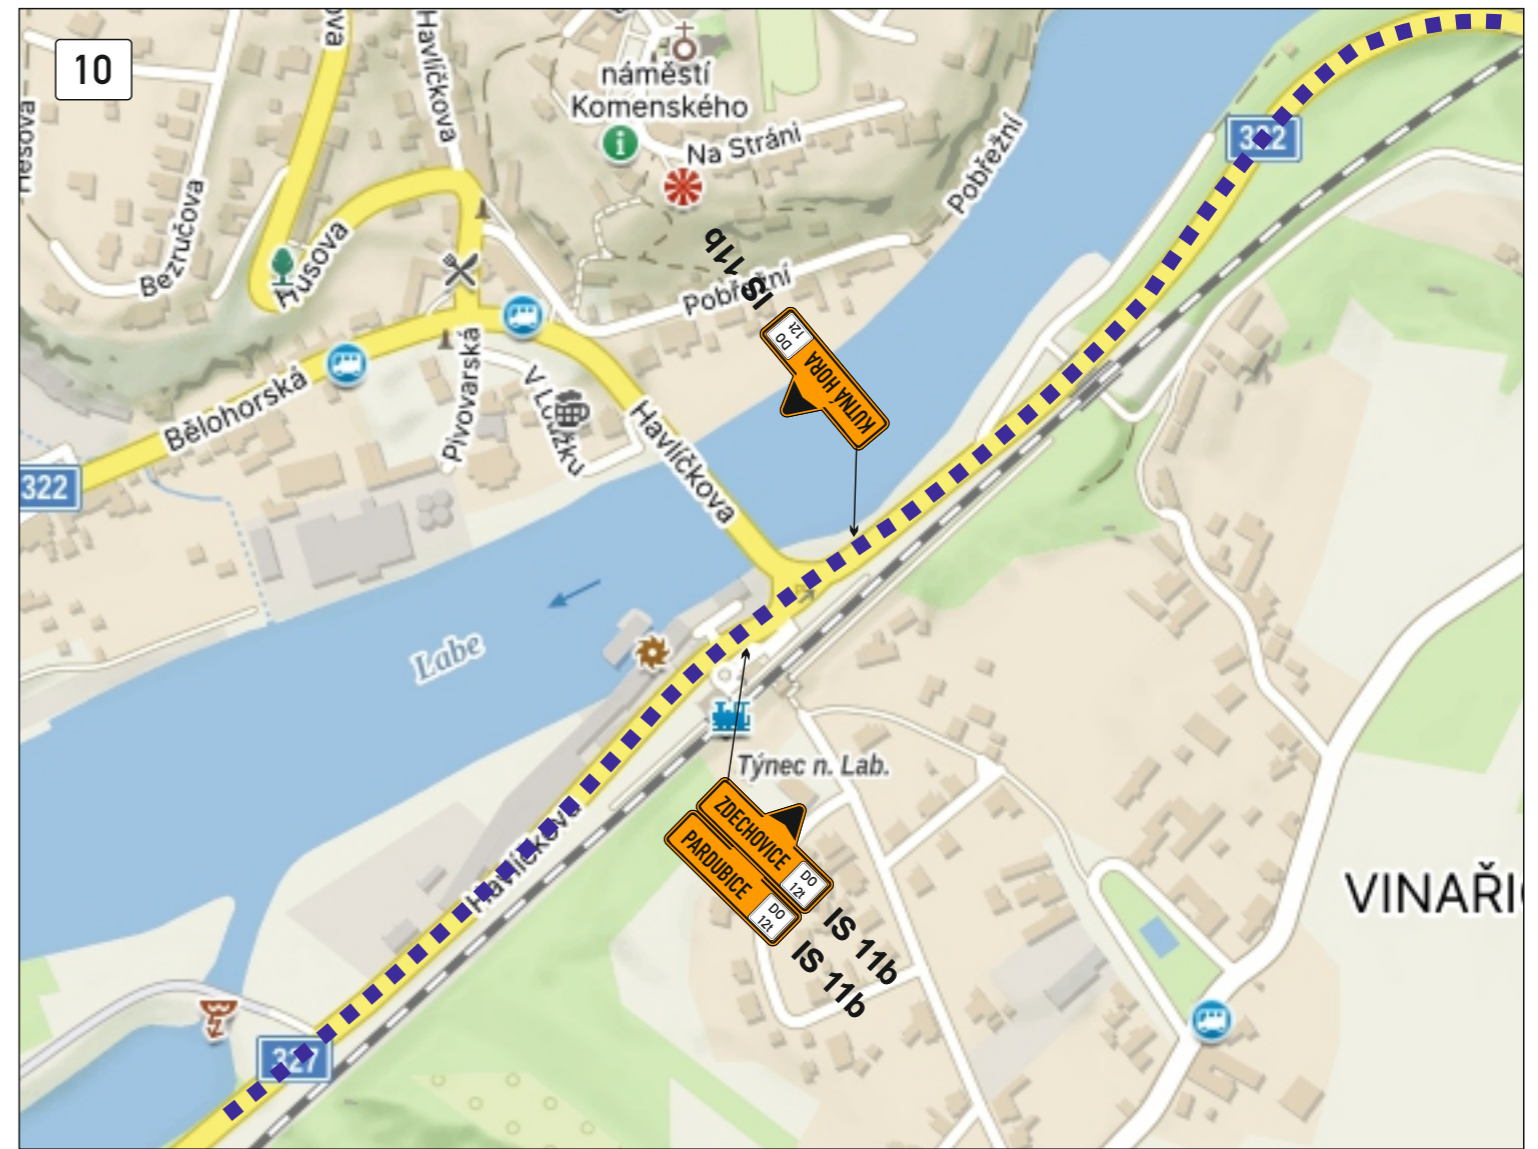 10
Havlíčkova
náměstí
Komenského
Na Stráni
Pobřežní
322
Bezručova
Husova
IS 11b
Pobřežní
DO
12t
KUTNÁ HORA
Bělohorská
Pivovarská
V Loužku
Havlíčkova
322
Labe
Týnec n. Lab.
ZDECHOVICE
DO
12t
PARDUBICE
DO
12t
IS 11b
IS 11b
Havlíčkova
VINAŘI
327